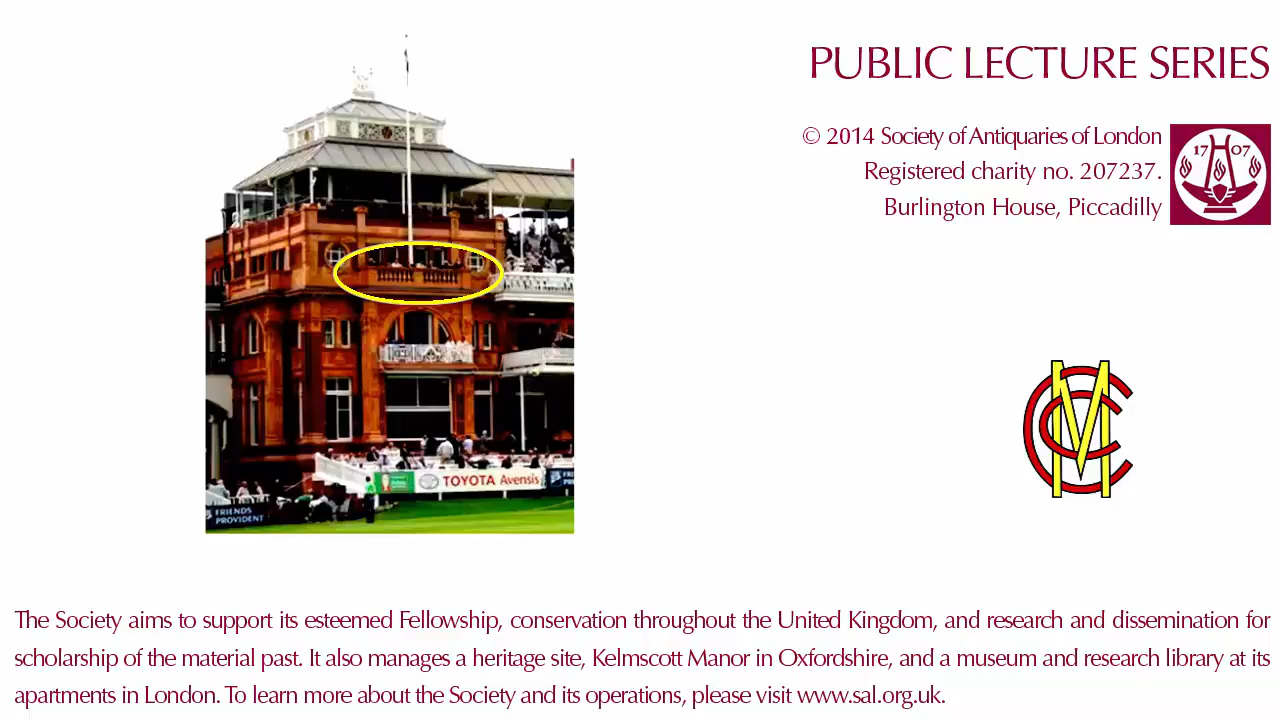 PUBLIC LECTURE SERIES
© 2014 Society of Antiquaries of London
Registered charity no. 207237.
Burlington House, Piccadilly
17 07
MCC
TOYOTA Avensis
FRIENDS
PROVIDENT
The Society aims to support its esteemed Fellowship, conservation throughout the United Kingdom, and research and dissemination for
scholarship of the material past. It also manages a heritage site, Kelmscott Manor in Oxfordshire, and a museum and research library at its
apartments in London. To learn more about the Society and its operations, please visit www.sal.org.uk.